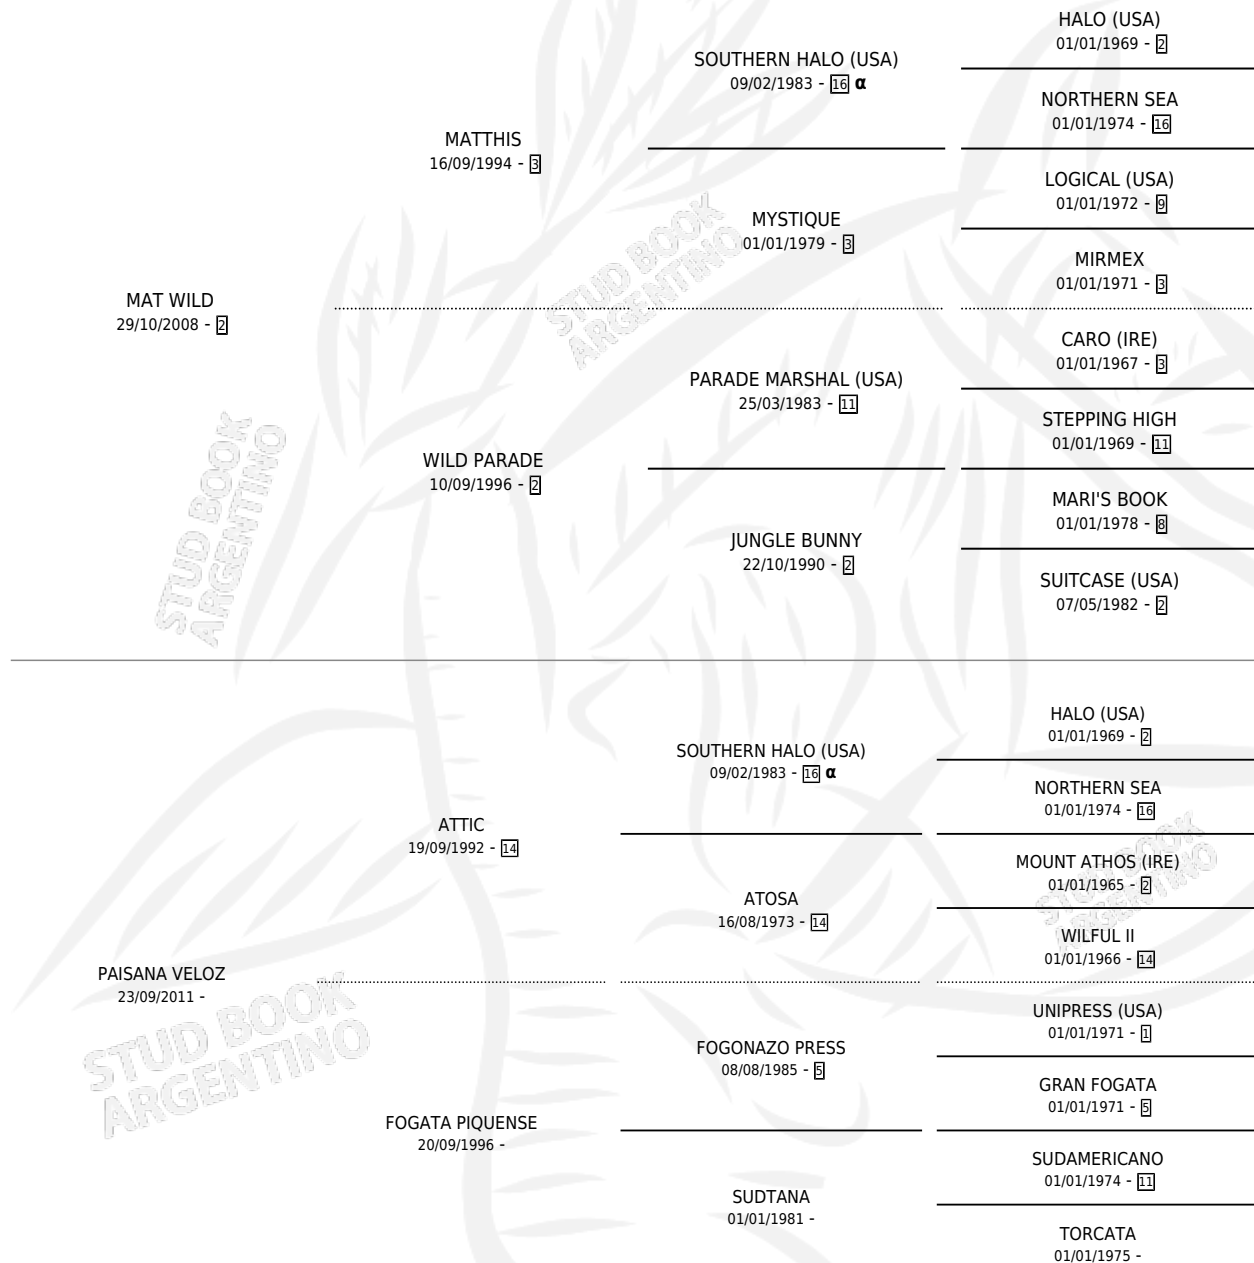 HALO (USA)
01/01/1969 - 2
SOUTHERN HALO (USA)
09/02/1983 - 16 α
NORTHERN SEA
01/01/1974 - 16
MATTHIS
16/09/1994 - 3
LOGICAL (USA)
01/01/1972 - 9
MYSTIQUE
01/01/1979 - 3
MIRMEX
01/01/1971 - 3
MAT WILD
29/10/2008 - 2
CARO (IRE)
01/01/1967 - 3
PARADE MARSHAL (USA)
25/03/1983 - 11
STEPPING HIGH
01/01/1969 - 11
WILD PARADE
10/09/1996 - 2
MARI'S BOOK
01/01/1978 - 8
JUNGLE BUNNY
22/10/1990 - 2
SUITCASE (USA)
07/05/1982 - 2
HALO (USA)
01/01/1969 - 2
SOUTHERN HALO (USA)
09/02/1983 - 16 α
NORTHERN SEA
01/01/1974 - 16
ATTIC
19/09/1992 - 14
MOUNT ATHOS (IRE)
01/01/1965 - 2
ATOSA
16/08/1973 - 14
WILFUL II
01/01/1966 - 14
PAISANA VELOZ
23/09/2011 -
UNIPRESS (USA)
01/01/1971 - 1
FOGONAZO PRESS
08/08/1985 - 5
GRAN FOGATA
01/01/1971 - 5
FOGATA PIQUENSE
20/09/1996 -
SUDAMERICANO
01/01/1974 - 11
SUDTANA
01/01/1981 -
TORCATA
01/01/1975 -
STUD BOOK
ARGENTINO
STUD BOOK
ARGENTINO
STUD BOOK
ARGENTINO
STUD BOOK
ARGENTINO